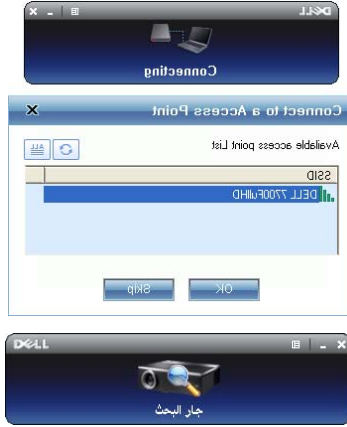 DELL
Connecting
Connect to a Access Point
Available access point List
ALL
SSID
DELL 7700FullHD
OK
Skip
DELL
جار البحث